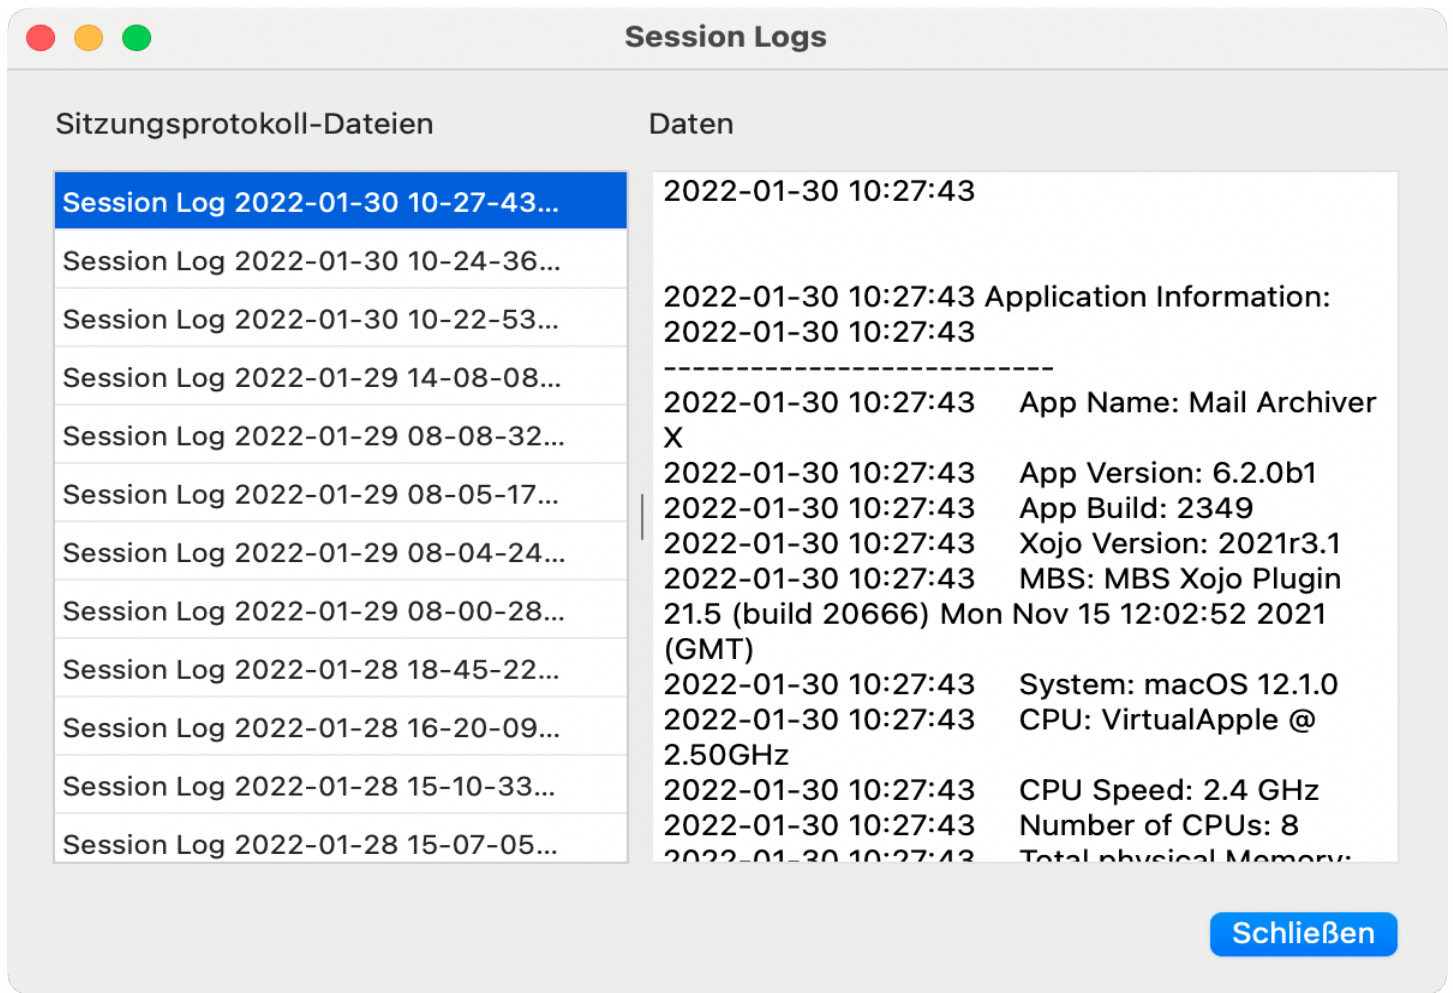 Session Logs
Sitzungsprotokoll-Dateien
Session Log 2022-01-30 10-27-43...
Session Log 2022-01-30 10-24-36...
Session Log 2022-01-30 10-22-53...
Session Log 2022-01-29 14-08-08...
Session Log 2022-01-29 08-08-32...
Session Log 2022-01-29 08-05-17...
Session Log 2022-01-29 08-04-24...
Session Log 2022-01-29 08-00-28...
Session Log 2022-01-28 18-45-22...
Session Log 2022-01-28 16-20-09...
Session Log 2022-01-28 15-10-33...
Session Log 2022-01-28 15-07-05...
Daten
2022-01-30 10:27:43
2022-01-30 10:27:43 Application Information:
2022-01-30 10:27:43
---------------------------
2022-01-30 10:27:43 App Name: Mail Archiver
X
2022-01-30 10:27:43 App Version: 6.2.0b1
2022-01-30 10:27:43 App Build: 2349
2022-01-30 10:27:43 Xojo Version: 2021r3.1
2022-01-30 10:27:43 MBS: MBS Xojo Plugin
21.5 (build 20666) Mon Nov 15 12:02:52 2021
(GMT)
2022-01-30 10:27:43 System: macOS 12.1.0
2022-01-30 10:27:43 CPU: VirtualApple @
2.50GHz
2022-01-30 10:27:43 CPU Speed: 2.4 GHz
2022-01-30 10:27:43 Number of CPUs: 8
2022-01-30 10:27:43 Total physical Memory:
Schließen